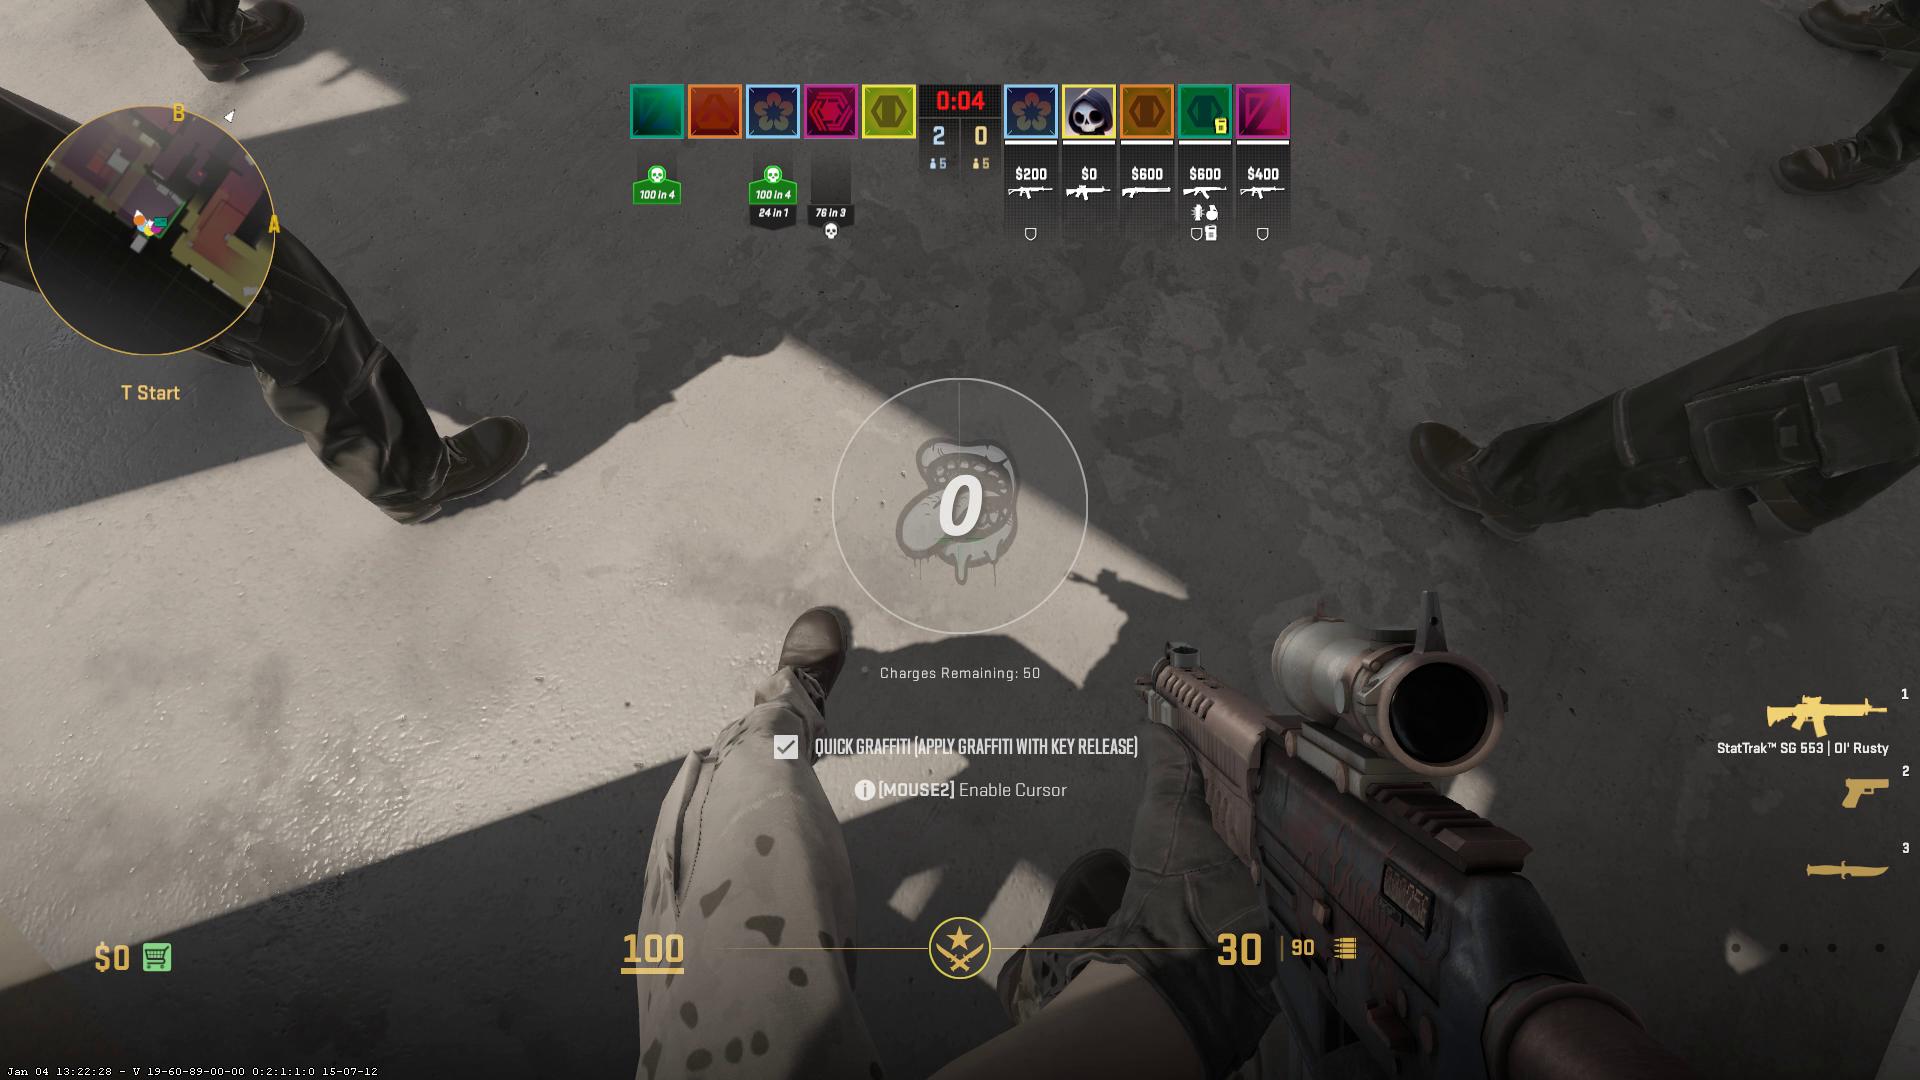 B
A
T Start
0:04
2 0
5 5
100 in 4
100 in 4
24 in 1
76 in 3
$200 $0 $600 $600 $400
0
Charges Remaining: 50
QUICK GRAFFITI (APPLY GRAFFITI WITH KEY RELEASE)
[MOUSE2] Enable Cursor
1
StatTrak™ SG 553 | Ol' Rusty
2
3
$0
100
30 | 90
Jan 04 13:22:28 - V 19-60-89-00-00 0:2:1:1:0 15-07-12